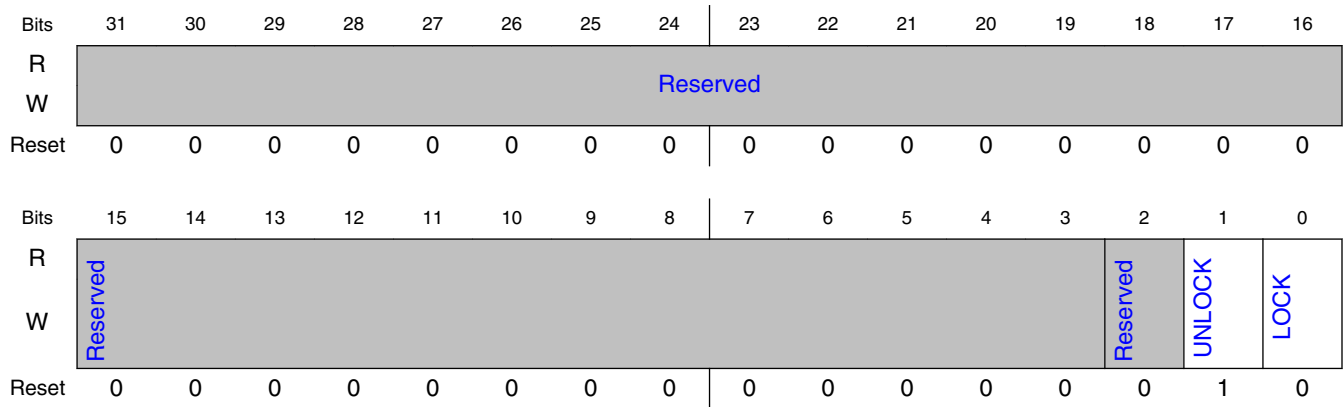 Bits 31 30 29 28 27 26 25 24 23 22 21 20 19 18 17 16
R
Reserved
W
Reset 0 0 0 0 0 0 0 0 0 0 0 0 0 0 0 0
Bits 15 14 13 12 11 10 9 8 7 6 5 4 3 2 1 0
R
Reserved Reserved UNLOCK LOCK
W
Reset 0 0 0 0 0 0 0 0 0 0 0 0 0 0 1 0